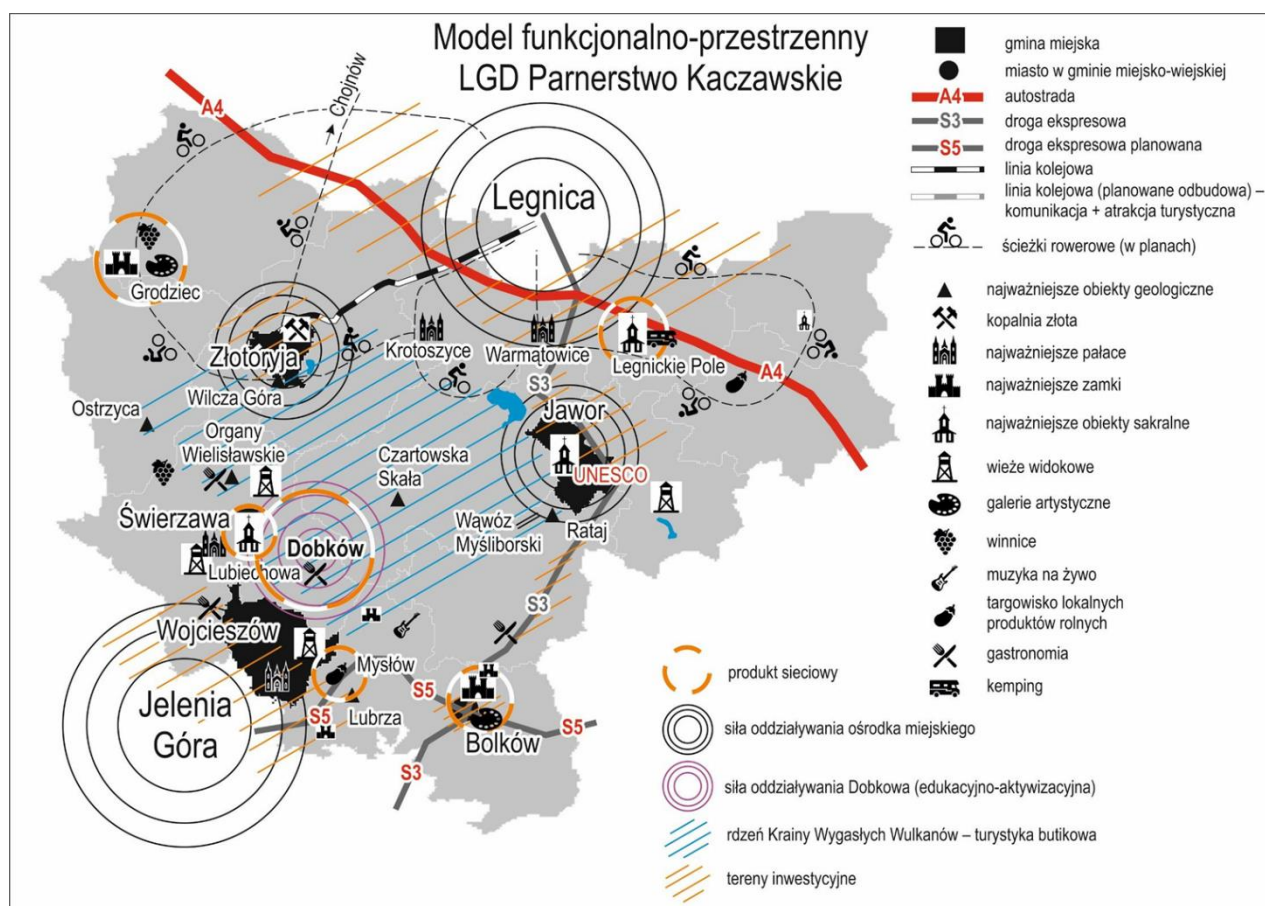 Model funkcjonalno-przestrzenny
LGD Parnerstwo Kaczawskie
A4
Chojnów
Legnica
Grodziec
Złotoryja
Krotoszyce
Warmątowice
Legnickie Pole
A4
S3
Wilcza Góra
Ostrzyca
Organy
Wielisławskie
Jawor
UNESCO
Czartowska
Skała
Świerzawa
Dobków
Wąwóz
Myśliborski
Rataj
Lubiechowa
S3
Wojcieszów
Mysłów
Jelenia
Góra
S5
Lubrza
S5
Bolków
S5
S3
gmina miejska
miasto w gminie miejsko-wiejskiej
A4
autostrada
S3
droga ekspresowa
S5
droga ekspresowa planowana
linia kolejowa
linia kolejowa (planowane odbudowa) –
komunikacja + atrakcja turystyczna
ścieżki rowerowe (w planach)
najważniejsze obiekty geologiczne
kopalnia złota
najważniejsze pałace
najważniejsze zamki
najważniejsze obiekty sakralne
wieże widokowe
galerie artystyczne
winnice
muzyka na żywo
targowisko lokalnych
produktów rolnych
gastronomia
kemping
produkt sieciowy
siła oddziaływania ośrodka miejskiego
siła oddziaływania Dobkowa (edukacyjno-aktywizacyjna)
rdzeń Krainy Wygasłych Wulkanów – turystyka butikowa
tereny inwestycyjne